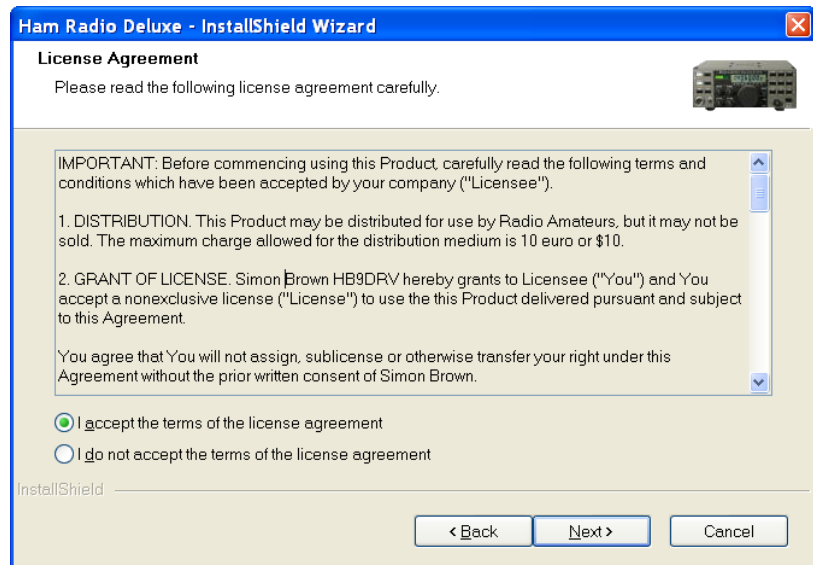 Ham Radio Deluxe - InstallShield Wizard
License Agreement
Please read the following license agreement carefully.
IMPORTANT: Before commencing using this Product, carefully read the following terms and
conditions which have been accepted by your company ("Licensee").
1. DISTRIBUTION. This Product may be distributed for use by Radio Amateurs, but it may not be
sold. The maximum charge allowed for the distribution medium is 10 euro or $10.
2. GRANT OF LICENSE. Simon Brown HB9DRV hereby grants to Licensee ("You") and You
accept a nonexclusive license ("License") to use the this Product delivered pursuant and subject
to this Agreement.
You agree that You will not assign, sublicense or otherwise transfer your right under this
Agreement without the prior written consent of Simon Brown.
I accept the terms of the license agreement
I do not accept the terms of the license agreement
InstallShield
< Back
Next >
Cancel